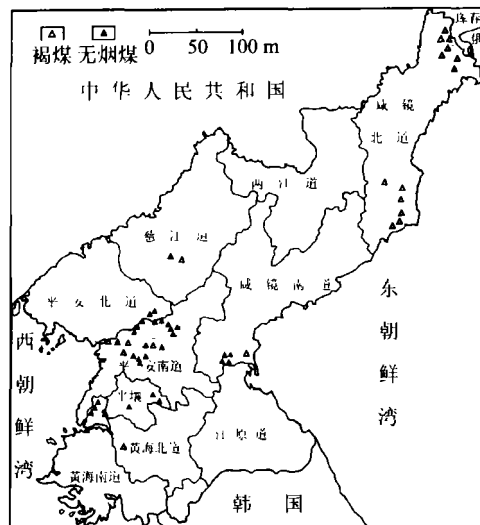 褐煤 无烟煤
0 50 100 m
中华人民共和国
咸镜
北道
两江道
慈江道
咸镜南道
平安北道
平安南道
平壤
江原道
黄海北道
黄海南道
东朝鲜湾
西朝鲜湾
韩国